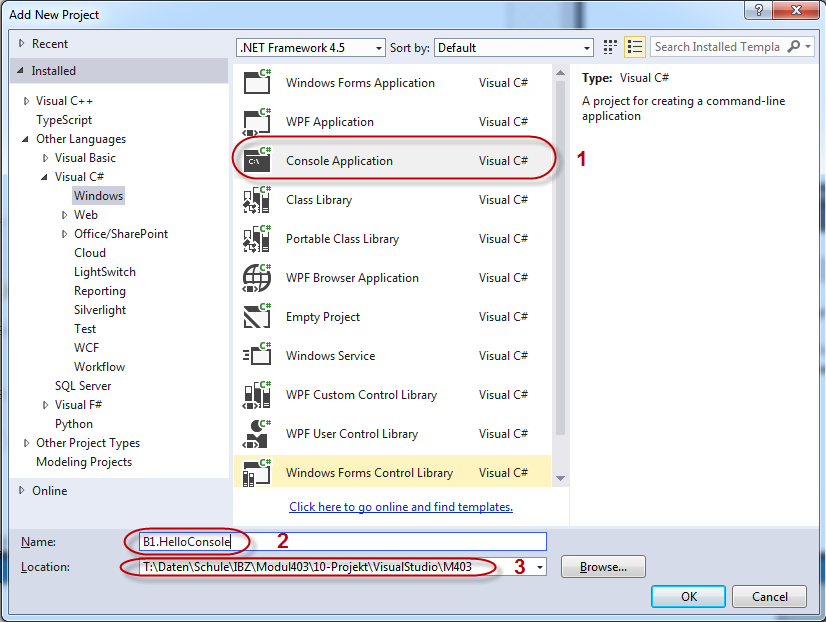 Add New Project
?
Recent
Installed
Visual C++
TypeScript
Other Languages
Visual Basic
Visual C#
Windows
Web
Office/SharePoint
Cloud
LightSwitch
Reporting
Silverlight
Test
WCF
Workflow
SQL Server
Visual F#
Python
Other Project Types
Modeling Projects
Online
.NET Framework 4.5 Sort by: Default Search Installed Templa
C# Windows Forms Application Visual C#
C# WPF Application Visual C#
C# C:\ Console Application Visual C# 1
C# Class Library Visual C#
C# Portable Class Library Visual C#
C# WPF Browser Application Visual C#
C# Empty Project Visual C#
C# Windows Service Visual C#
C# WPF Custom Control Library Visual C#
C# WPF User Control Library Visual C#
C# Windows Forms Control Library Visual C#
Click here to go online and find templates.
Type: Visual C#
A project for creating a command-line
application
Name: B1.HelloConsole 2
Location: T:\Daten\Schule\IBZ\Modul403\10-Projekt\VisualStudio\M403 3 Browse...
OK Cancel